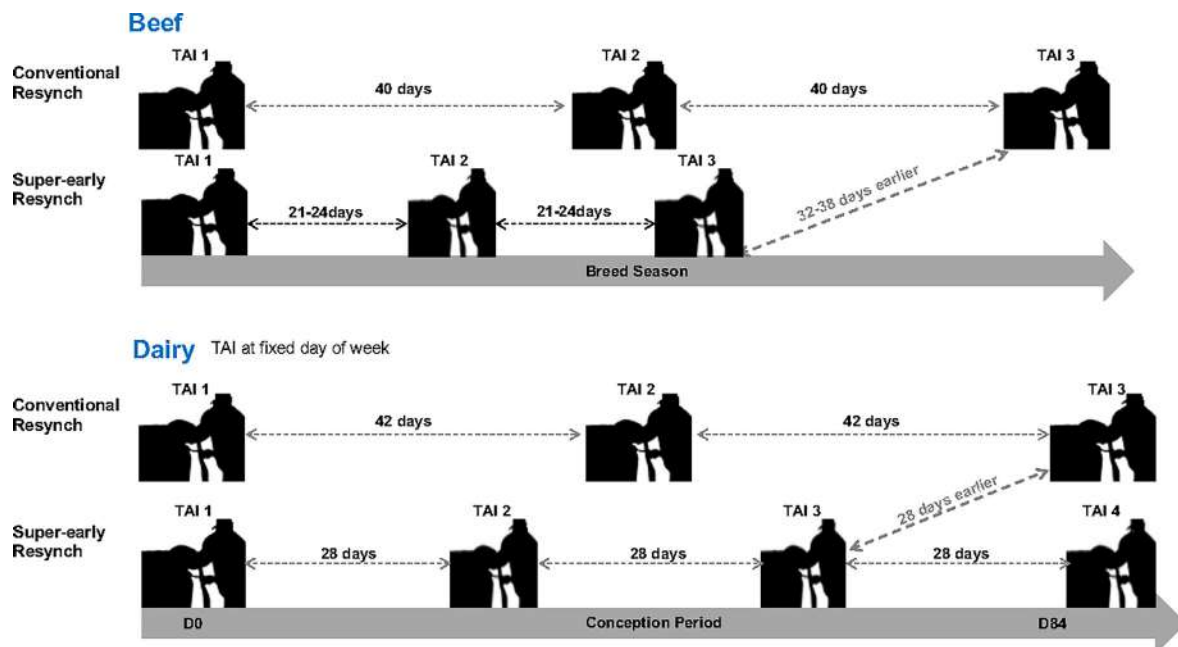 Beef
Conventional
Resynch
TAI 1
TAI 2
TAI 3
40 days
40 days
Super-early
Resynch
TAI 1
TAI 2
TAI 3
21-24days
21-24days
32-38 days earlier
Breed Season
Dairy TAI at fixed day of week
Conventional
Resynch
TAI 1
TAI 2
TAI 3
42 days
42 days
Super-early
Resynch
TAI 1
TAI 2
TAI 3
TAI 4
28 days earlier
28 days
28 days
28 days
D0
Conception Period
D84